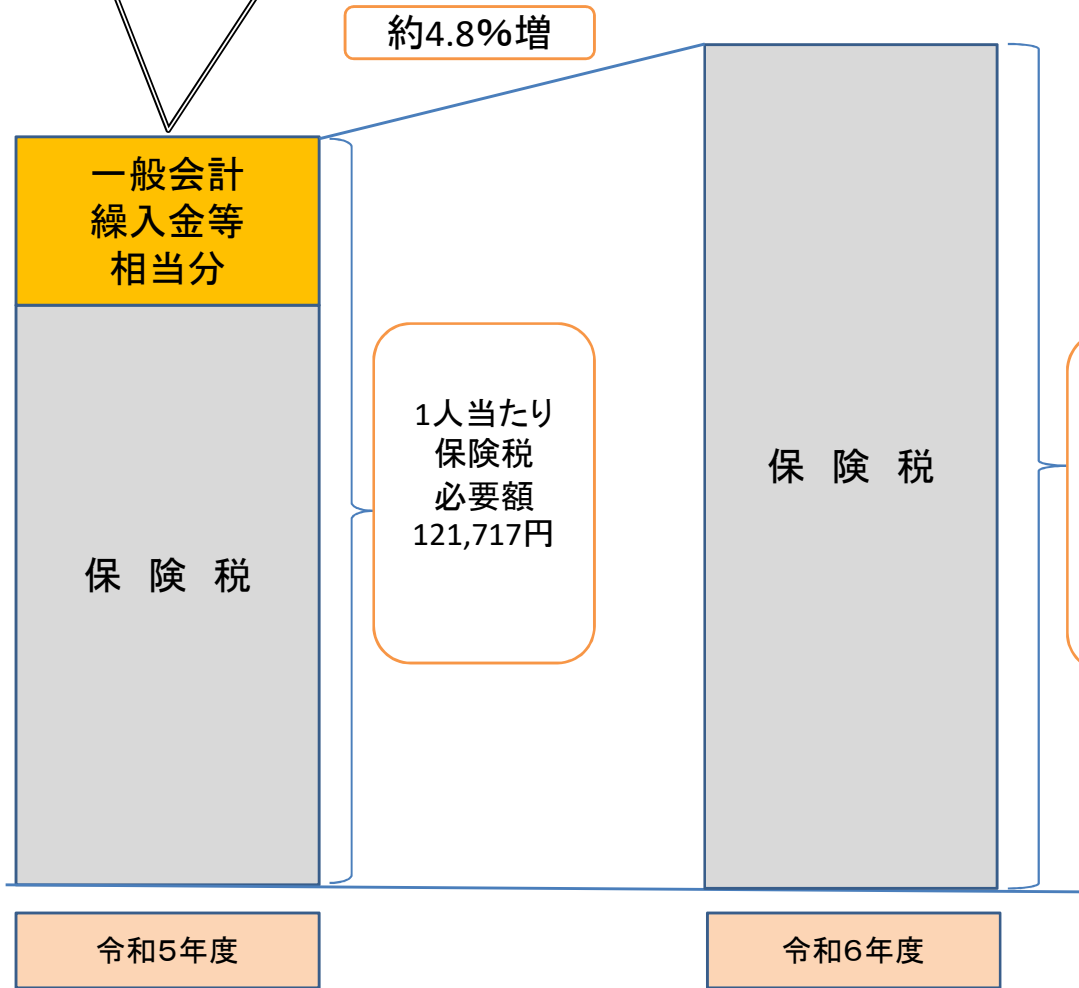 約4.8%増
一般会計
繰入金等
相当分
保 険 税
1人当たり
保険税
必要額
121,717円
保 険 税
令和5年度
令和6年度